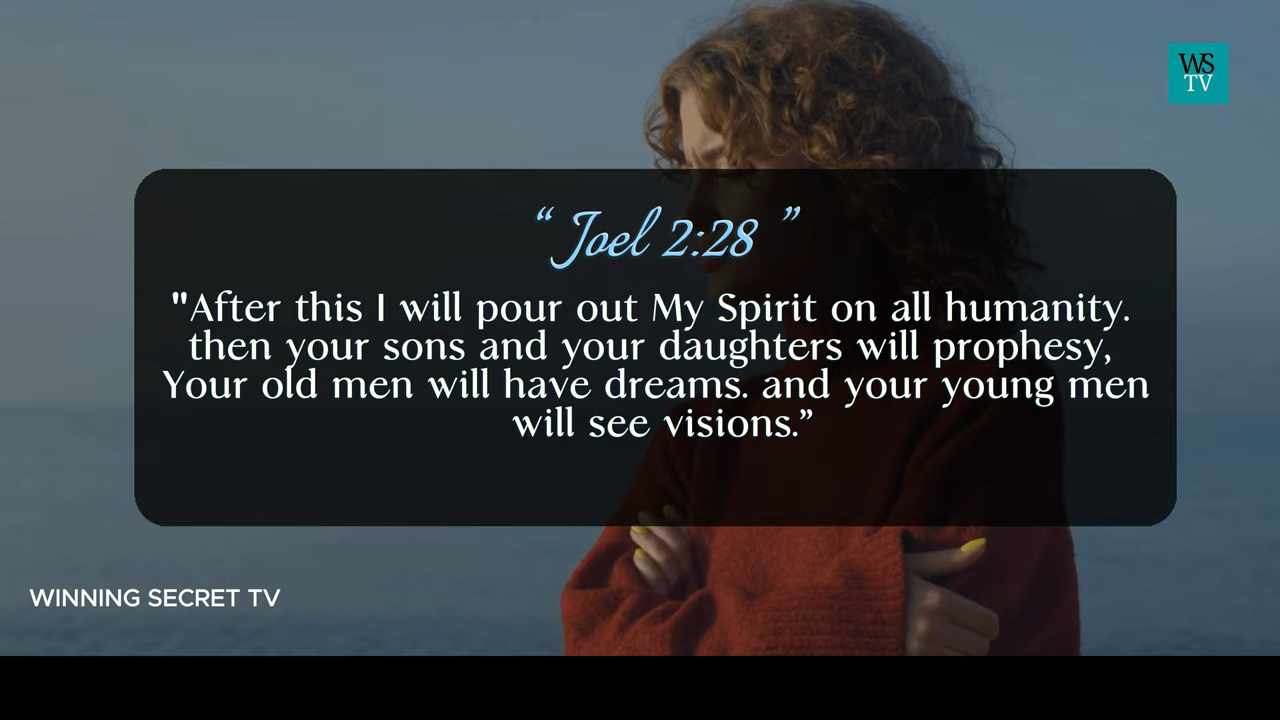 WS
TV
“ Joel 2:28 ”
"After this I will pour out My Spirit on all humanity.
then your sons and your daughters will prophesy,
Your old men will have dreams. and your young men
will see visions.”
WINNING SECRET TV